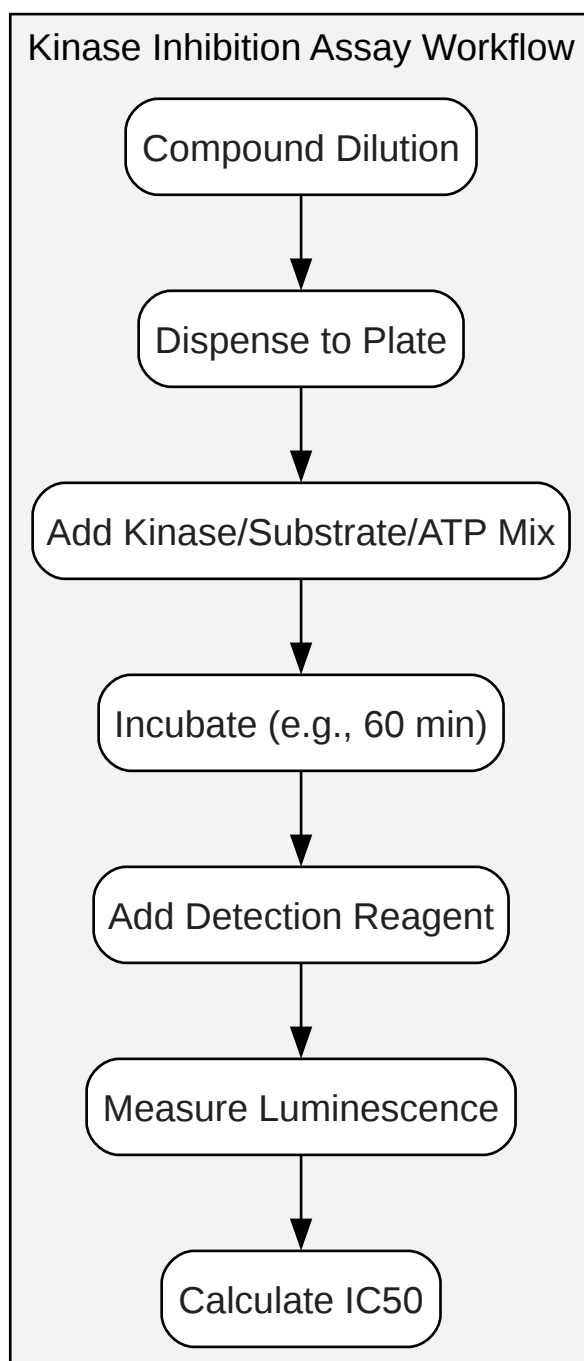 Kinase Inhibition Assay Workflow
Compound Dilution
Dispense to Plate
Add Kinase/Substrate/ATP Mix
Incubate (e.g., 60 min)
Add Detection Reagent
Measure Luminescence
Calculate IC50